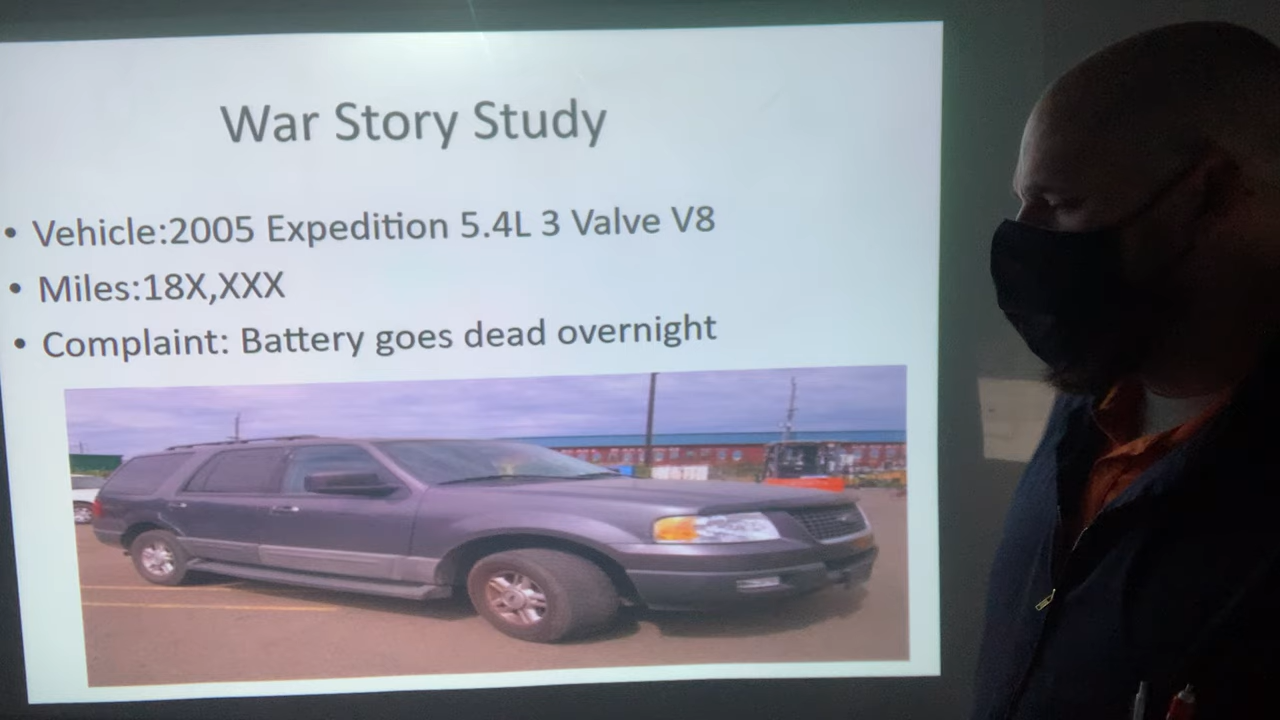 War Story Study
• Vehicle:2005 Expedition 5.4L 3 Valve V8
• Miles:18X,XXX
• Complaint: Battery goes dead overnight